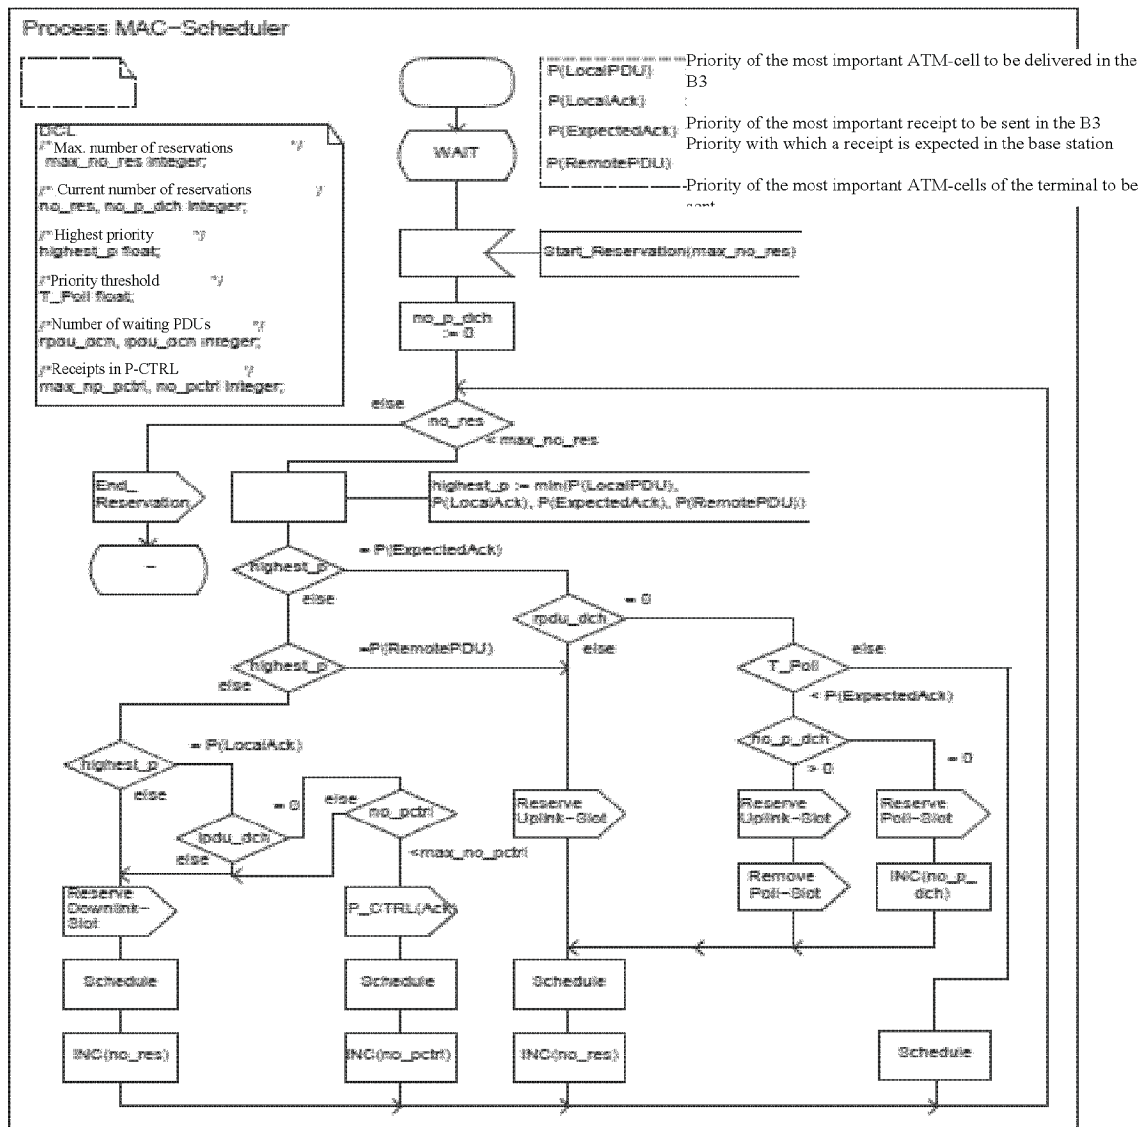 Process MAC-Scheduler
P(LocalPDU)
Priority of the most important ATM-cell to be delivered in the
B3
P(LocalAck)
:
P(ExpectedAck)
Priority of the most important receipt to be sent in the B3
Priority with which a receipt is expected in the base station
P(RemotePDU)
Priority of the most important ATM-cells of the terminal to be
sent
DCL
/* Max. number of reservations */
max_no_res integer;
/* Current number of reservations */
no_res, no_p_dch integer;
/* Highest priority */
highest_p float;
/* Priority threshold */
T_Poll float;
/* Number of waiting PDUs */
rpdu_dch, lpdu_dch integer;
/* Receipts in P-CTRL */
max_np_pctrl, no_pctrl integer;
WAIT
Start_Reservation(max_no_res)
no_p_dch
:= 0
else
no_res
< max_no_res
End_
Reservation
highest_p := min(P(LocalPDU),
P(LocalAck), P(ExpectedAck), P(RemotePDU))
-
highest_p
= P(ExpectedAck)
else
rpdu_dch
= 0
else
highest_p
=P(RemotePDU)
else
T_Poll
else
< P(ExpectedAck)
highest_p
= P(LocalAck)
else
no_p_dch
= 0
> 0
lpdu_dch
= 0
else
else
no_pctrl
<max_no_pctrl
Reserve
Uplink-Slot
Reserve
Uplink-Slot
Reserve
Poll-Slot
Reserve
Downlink-
Slot
P_CTRL(Ack)
Remove
Poll-Slot
INC(no_p_
dch)
Schedule
Schedule
Schedule
INC(no_res)
INC(no_pctrl)
INC(no_res)
Schedule